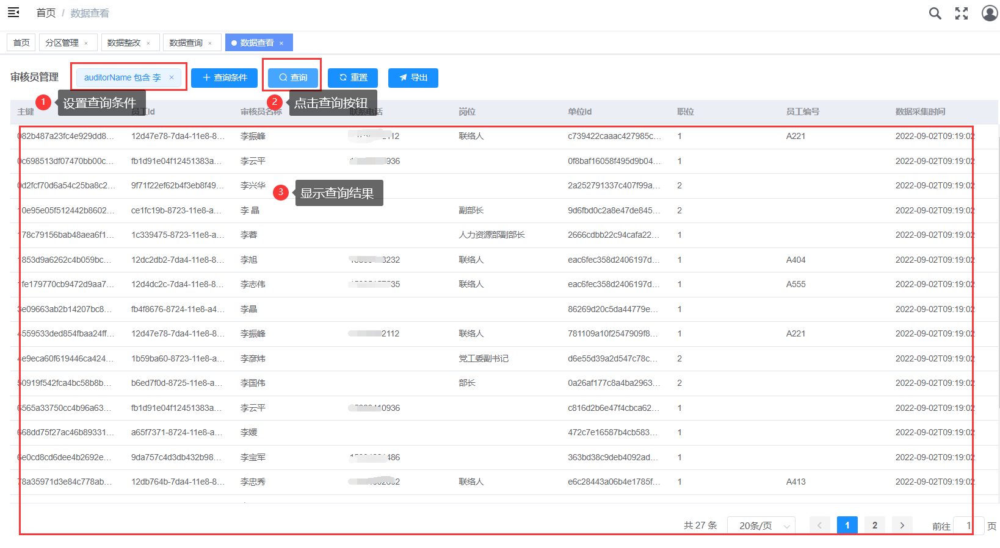 首页 / 数据查看
首页 分区管理 × 数据整改 × 数据查询 × 数据查看 ×
审核员管理 auditorName 包含 李 × 查询条件 查询 重置 导出
1 设置查询条件 2 点击查询按钮
主键 员工Id 审核员名称 联系电话 岗位 单位Id 职位 员工编号 数据采集时间
082b487a23fc4e929dd8... 12d47e78-7da4-11e8-8... 李振峰 112 联络人 c739422caaac427985c... 1 A221 2022-09-02T09:19:02
0c698513df07470bb00c... fb1d91e04f12451383a... 李云平 936 0f8baf16058f495d9b04... 1 2022-09-02T09:19:02
0d2fcf70d6a54c25ba8c2... 9f71f22ef62b4f3eb8f49... 李兴华 2a252791337c407f99a... 2 2022-09-02T09:19:02
3 显示查询结果
10e95e05f512442b8602... ce1fc19b-8723-11e8-a... 李 晶 副部长 9d6fbd0c2a8e47de845... 2 2022-09-02T09:19:02
178c79156bab48aea6f1... 1c339475-8723-11e8-a... 李蓉 人力资源部副部长 2666cdbb22c94cafa22... 1 2022-09-02T09:19:02
1853d9a6262c4b059bc... 12dc2db2-7da4-11e8-8... 李旭 3232 联络人 eac6fec358d2406197d... 1 A404 2022-09-02T09:19:02
1fe179770cb9472d9aa7... 12d4dc2c-7da4-11e8-8... 李志伟 535 联络人 eac6fec358d2406197d... 1 A555 2022-09-02T09:19:02
3e09663ab2b14207bc8... fb4f8676-8724-11e8-a4... 李晶 86269d20c5da44779e... 1 2022-09-02T09:19:02
4559533ded854fbaa24ff... 12d47e78-7da4-11e8-8... 李振峰 2112 联络人 781109a10f2547909f8... 1 A221 2022-09-02T09:19:02
4e9eca60f619446ca424... 1b59ba60-8723-11e8-a... 李彦炜 党工委副书记 d6e55d39a2d547c78c... 2 2022-09-02T09:19:02
50919f542fca4bc58b8b... b6ed7f0d-8725-11e8-a... 李国伟 部长 0a26af177c8a4ba2963... 2 2022-09-02T09:19:02
6565a33750cc4b96a63... fb1d91e04f12451383a... 李云平 10936 c816d2b6e47f4cbca62... 1 2022-09-02T09:19:02
668dd75f27ac46b89331... a65f7371-8724-11e8-a... 李媛 472c7e16587b4cb583... 1 2022-09-02T09:19:02
6e0cd8cd6dee4b2692e... 9da757c4d3db432b98... 李宝军 486 363bd38c9deb4092ad... 1 2022-09-02T09:19:02
78a35971d3e84c778ab... 12db764b-7da4-11e8-8... 李忠秀 联络人 e6c28443a06b4e1785f... 1 A413 2022-09-02T09:19:02
共 27 条 20条/页 1 2 前往 1 页